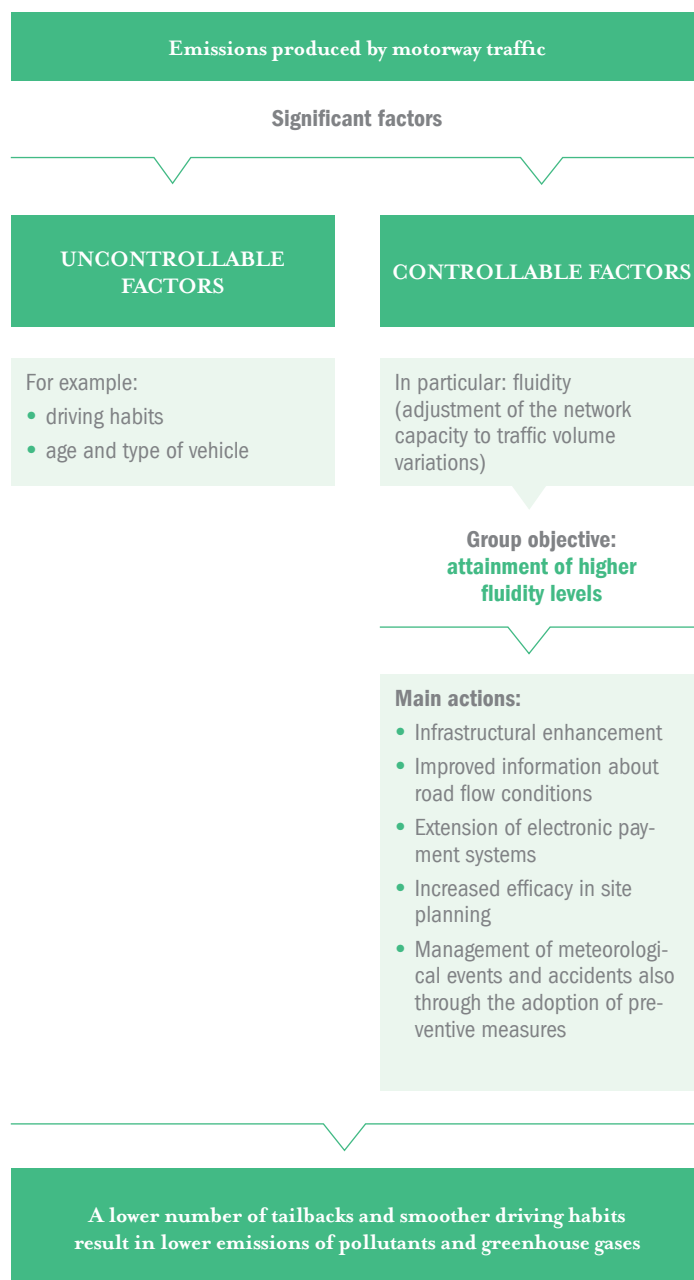 Emissions produced by motorway traffic
Significant factors
UNCONTROLLABLE
FACTORS
For example:
• driving habits
• age and type of vehicle
CONTROLLABLE FACTORS
In particular: fluidity
(adjustment of the network
capacity to traffic volume
variations)
Group objective:
attainment of higher
fluidity levels
Main actions:
• Infrastructural enhancement
• Improved information about
road flow conditions
• Extension of electronic pay-
ment systems
• Increased efficacy in site
planning
• Management of meteorologi-
cal events and accidents also
through the adoption of pre-
ventive measures
A lower number of tailbacks and smoother driving habits
result in lower emissions of pollutants and greenhouse gases